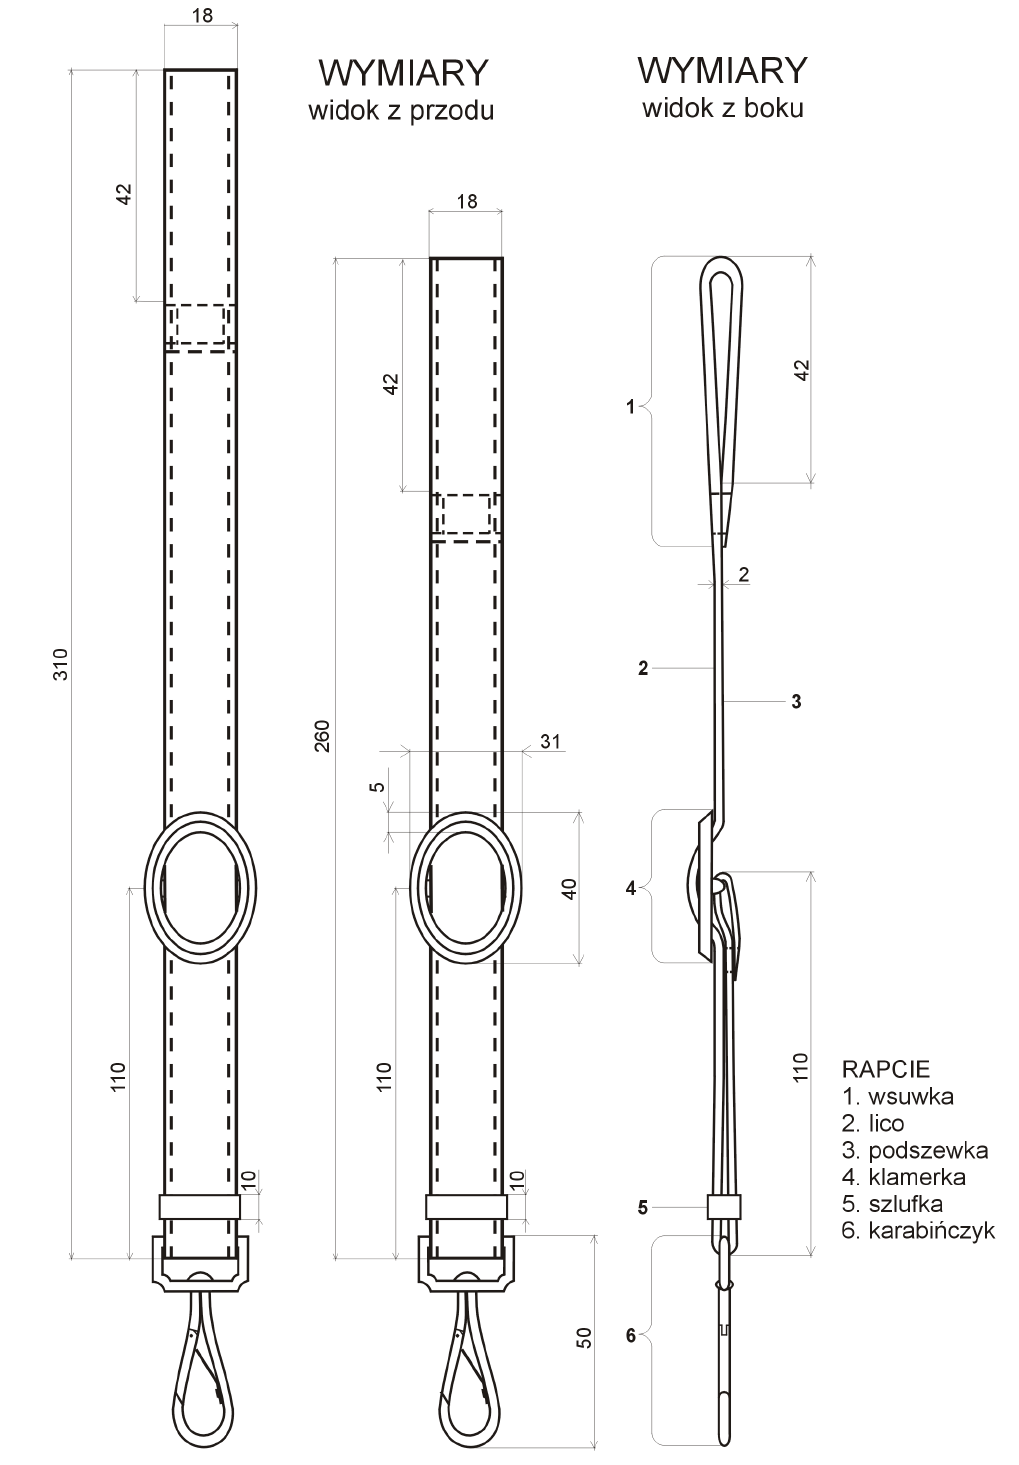 18
WYMIARY
widok z przodu
WYMIARY
widok z boku
42
18
42
42
1
2
310
2
3
260
31
5
40
4
110
110
110
10
10
5
50
6
RAPCIE
1. wsuwka
2. lico
3. podszewka
4. klamerka
5. szlufka
6. karabińczyk